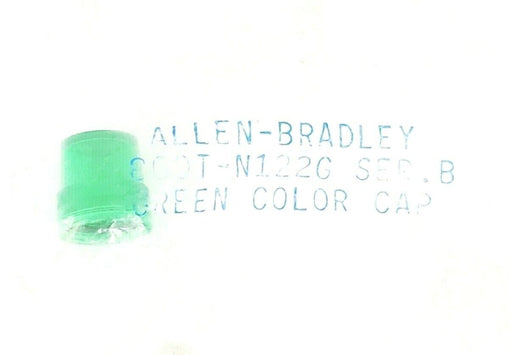 ALLEN-BRADLEY
800T-N122G SER.B
GREEN COLOR CAP